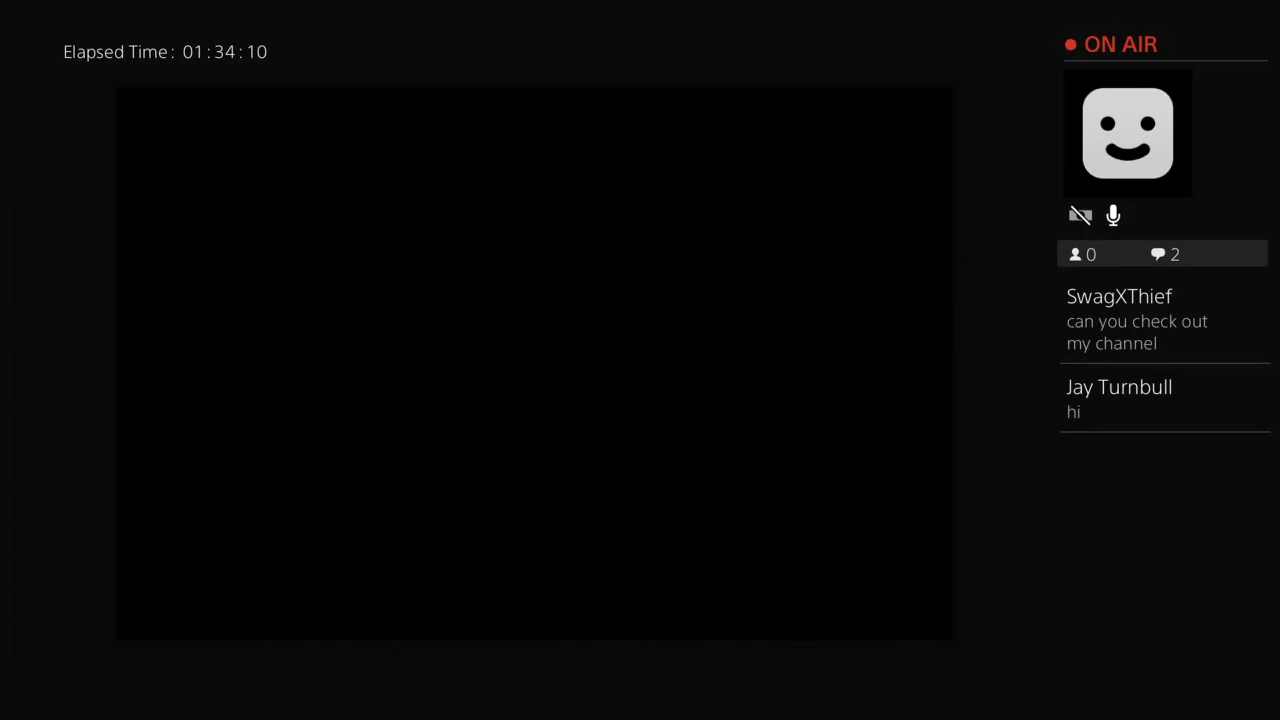 Elapsed Time: 01:34:10
ON AIR
0 2
SwagXThief
can you check out
my channel
Jay Turnbull
hi